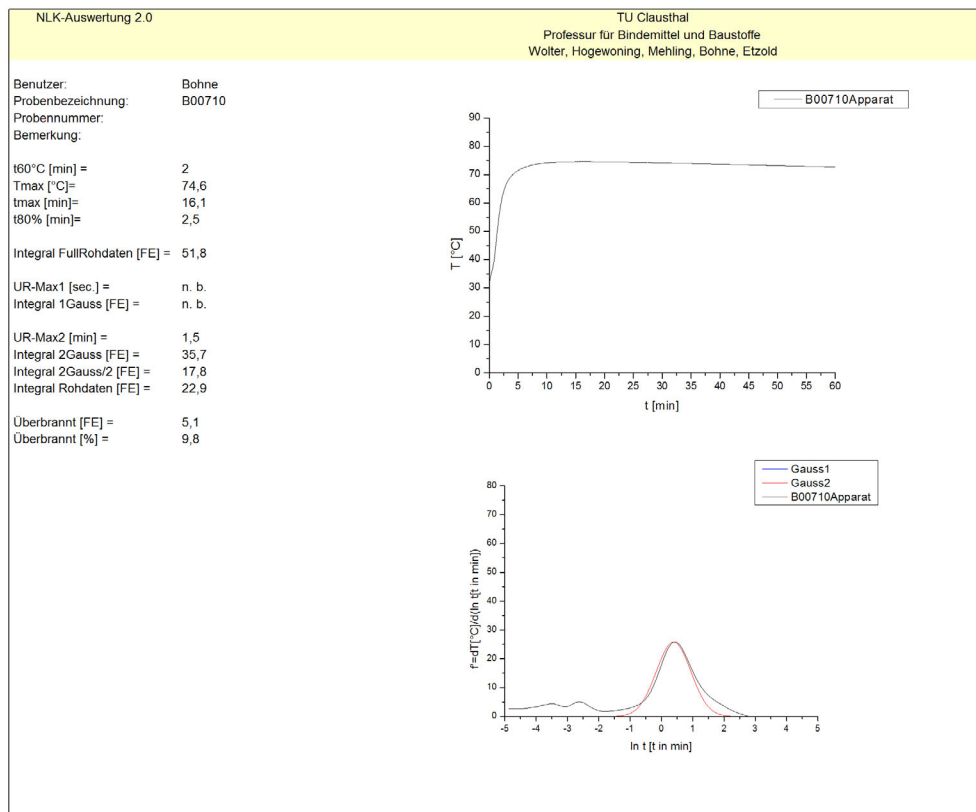 NLK-Auswertung 2.0
TU Clausthal
Professur für Bindemittel und Baustoffe
Wolter, Hogewoning, Mehling, Bohne, Etzold
Benutzer: Bohne
Probenbezeichnung: B00710
Probennummer:
Bemerkung:
t60°C [min] = 2
Tmax [°C]= 74,6
tmax [min]= 16,1
t80% [min]= 2,5
Integral FullRohdaten [FE] = 51,8
UR-Max1 [sec.] = n. b.
Integral 1Gauss [FE] = n. b.
UR-Max2 [min] = 1,5
Integral 2Gauss [FE] = 35,7
Integral 2Gauss/2 [FE] = 17,8
Integral Rohdaten [FE] = 22,9
Überbrannt [FE] = 5,1
Überbrannt [%] = 9,8
B00710Apparat
90
80
70
60
50
40
30
20
10
0
T [°C]
0 5 10 15 20 25 30 35 40 45 50 55 60
t [min]
Gauss1
Gauss2
B00710Apparat
80
70
60
50
40
30
20
10
0
f'=dT[°C]/d(ln t[t in min])
-5 -4 -3 -2 -1 0 1 2 3 4 5
ln t [t in min]